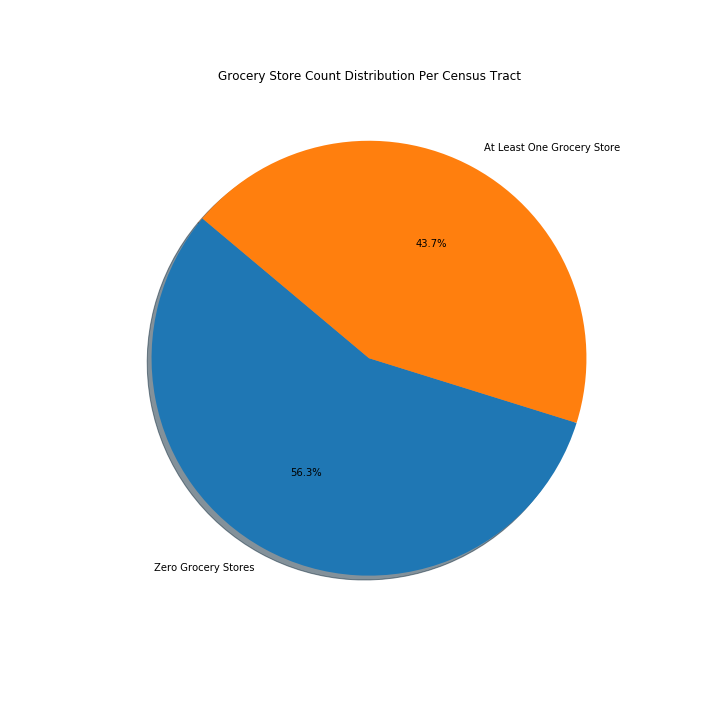 Grocery Store Count Distribution Per Census Tract
At Least One Grocery Store
43.7%
56.3%
Zero Grocery Stores